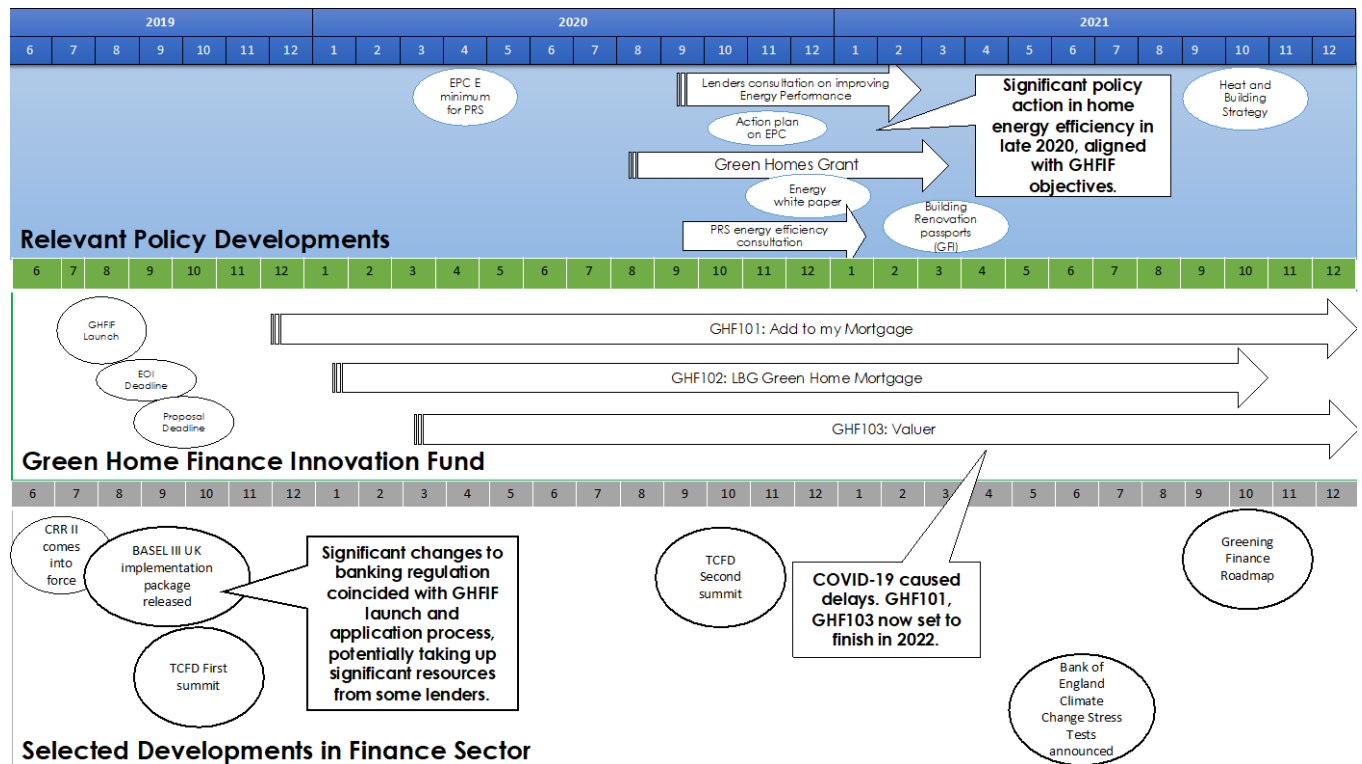 2019 2020 2021
6 7 8 9 10 11 12 1 2 3 4 5 6 7 8 9 10 11 12 1 2 3 4 5 6 7 8 9 10 11 12
EPC E
minimum
for PRS
Lenders consultation on improving
Energy Performance
Action plan
on EPC
Green Homes Grant
Energy
white paper
PRS energy efficiency
consultation
Building
Renovation
passports
(GFI)
Significant policy
action in home
energy efficiency in
late 2020, aligned
with GHFIF
objectives.
Heat and
Building
Strategy
Relevant Policy Developments
6 7 8 9 10 11 12 1 2 3 4 5 6 7 8 9 10 11 12 1 2 3 4 5 6 7 8 9 10 11 12
GHFIF
Launch
EOI
Deadline
Proposal
Deadline
GHF101: Add to my Mortgage
GHF102: LBG Green Home Mortgage
GHF103: Valuer
Green Home Finance Innovation Fund
6 7 8 9 10 11 12 1 2 3 4 5 6 7 8 9 10 11 12 1 2 3 4 5 6 7 8 9 10 11 12
CRR II
comes
into
force
BASEL III UK
implementation
package
released
TCFD First
summit
Significant changes to
banking regulation
coincided with GHFIF
launch and
application process,
potentially taking up
significant resources
from some lenders.
TCFD
Second
summit
COVID-19 caused
delays. GHF101,
GHF103 now set to
finish in 2022.
Bank of
England
Climate
Change Stress
Tests
announced
Greening
Finance
Roadmap
Selected Developments in Finance Sector